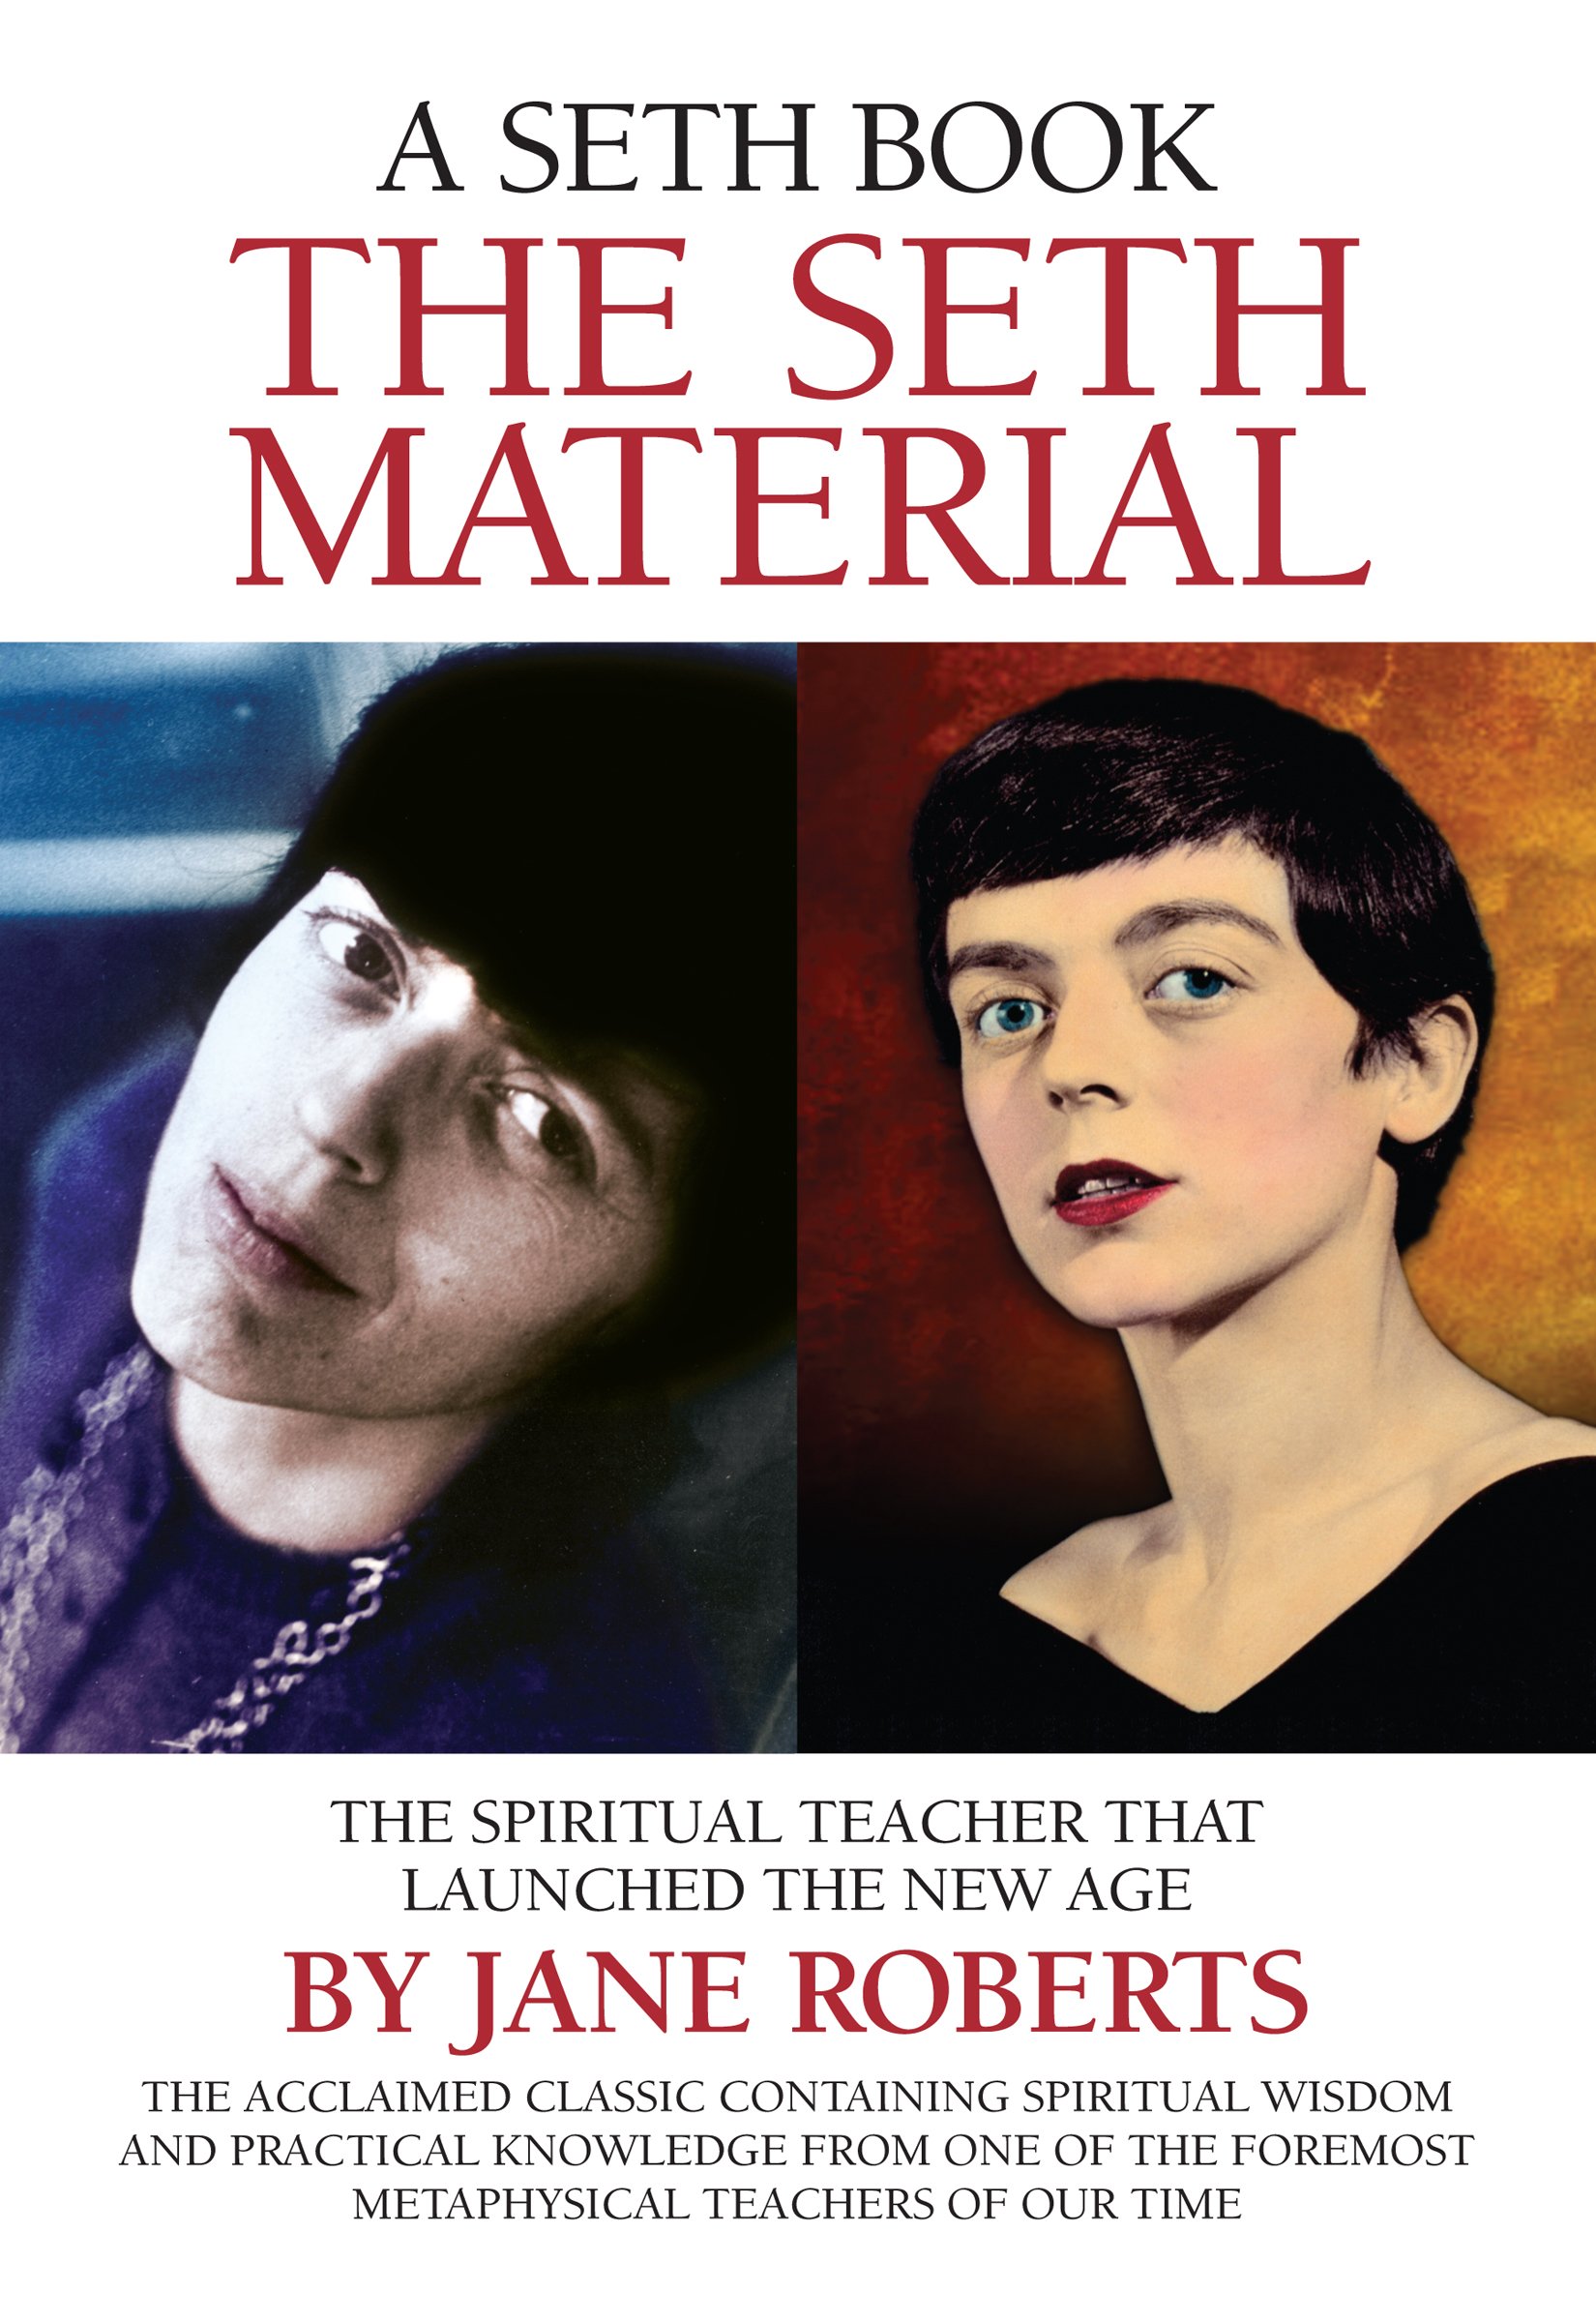 A SETH BOOK
THE SETH
MATERIAL
THE SPIRITUAL TEACHER THAT
LAUNCHED THE NEW AGE
BY JANE ROBERTS
THE ACCLAIMED CLASSIC CONTAINING SPIRITUAL WISDOM
AND PRACTICAL KNOWLEDGE FROM ONE OF THE FOREMOST
METAPHYSICAL TEACHERS OF OUR TIME